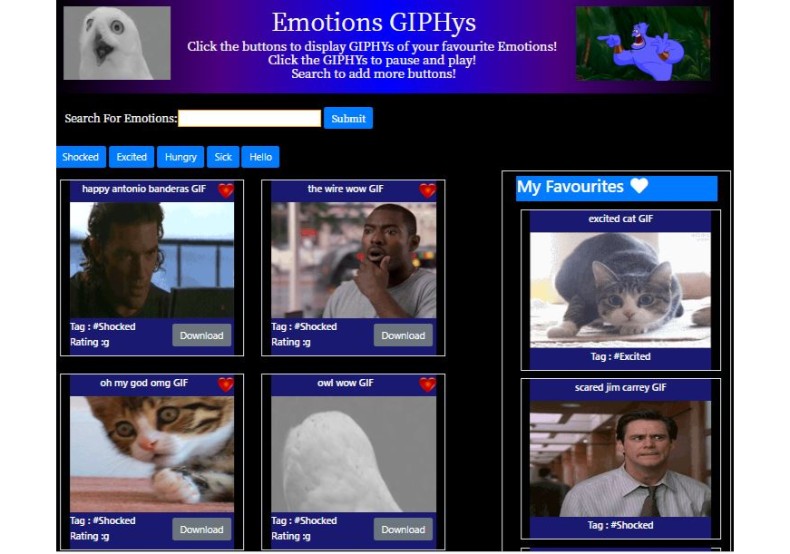 Emotions GIPHys
Click the buttons to display GIPHYs of your favourite Emotions!
Click the GIPHYs to pause and play!
Search to add more buttons!
Search For Emotions:
Submit
Shocked
Excited
Hungry
Sick
Hello
happy antonio banderas GIF
Tag : #Shocked
Rating :g
Download
the wire wow GIF
Tag : #Shocked
Rating :g
Download
oh my god omg GIF
Tag : #Shocked
Rating :g
Download
owl wow GIF
Tag : #Shocked
Rating :g
Download
My Favourites
excited cat GIF
Tag : #Excited
scared jim carrey GIF
Tag : #Shocked